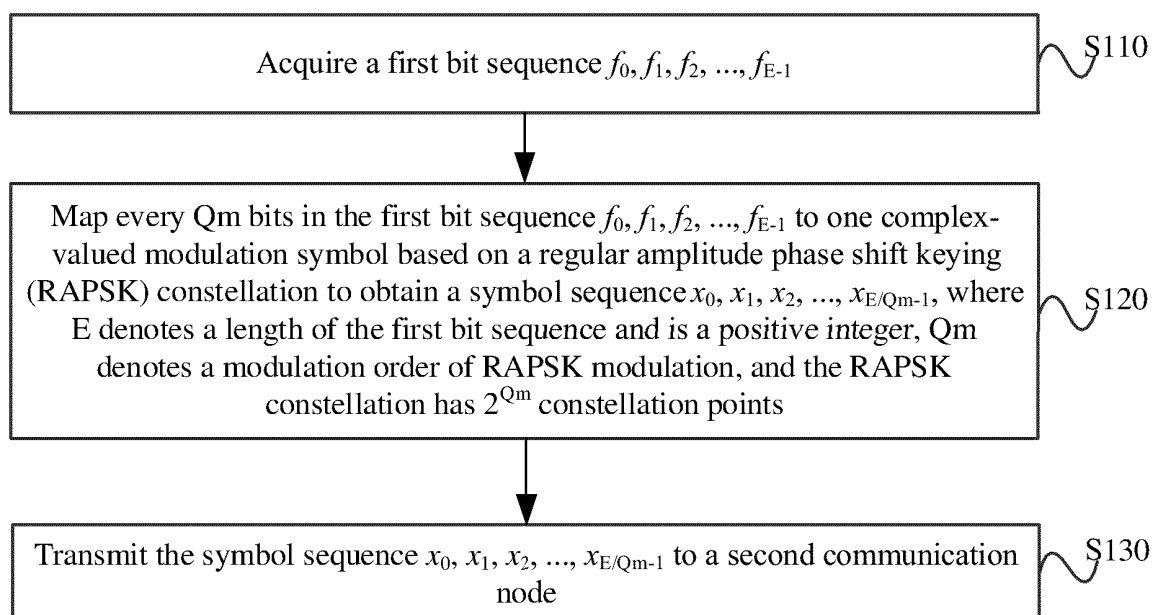 Acquire a first bit sequence f0, f1, f2, ..., fE-1
S110
Map every Qm bits in the first bit sequence f0, f1, f2, ..., fE-1 to one complex-
valued modulation symbol based on a regular amplitude phase shift keying
(RAPSK) constellation to obtain a symbol sequence x0, x1, x2, ..., xE/Qm-1, where
E denotes a length of the first bit sequence and is a positive integer, Qm
denotes a modulation order of RAPSK modulation, and the RAPSK
constellation has 2^Qm constellation points
S120
Transmit the symbol sequence x0, x1, x2, ..., xE/Qm-1 to a second communication
node
S130